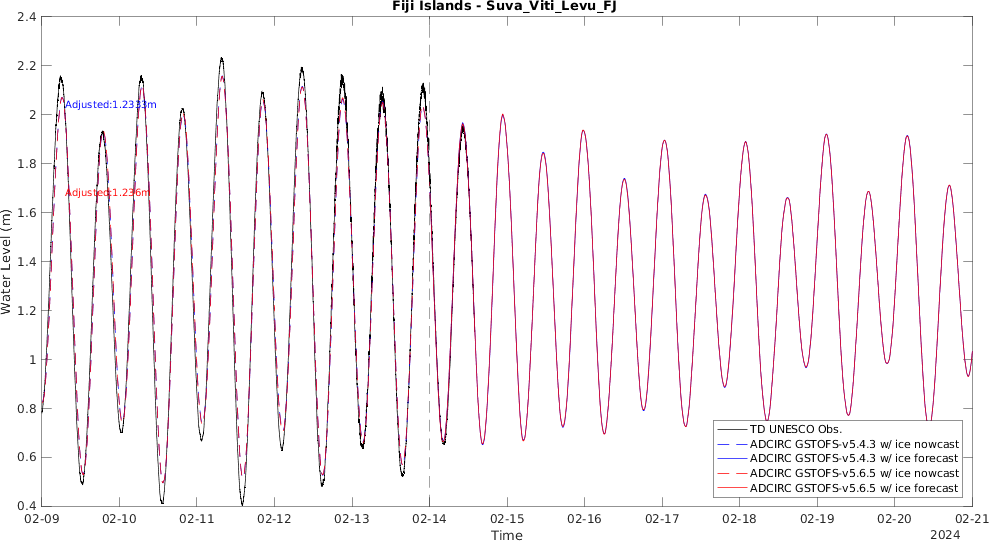 Fiji Islands - Suva_Viti_Levu_FJ
2.4
2.2
2
1.8
1.6
1.4
1.2
1
0.8
0.6
0.4
Water Level (m)
Adjusted:1.2333m
Adjusted:1.236m
TD UNESCO Obs.
ADCIRC GSTOFS-v5.4.3 w/ ice nowcast
ADCIRC GSTOFS-v5.4.3 w/ ice forecast
ADCIRC GSTOFS-v5.6.5 w/ ice nowcast
ADCIRC GSTOFS-v5.6.5 w/ ice forecast
02-09 02-10 02-11 02-12 02-13 02-14 02-15 02-16 02-17 02-18 02-19 02-20 02-21
Time
2024